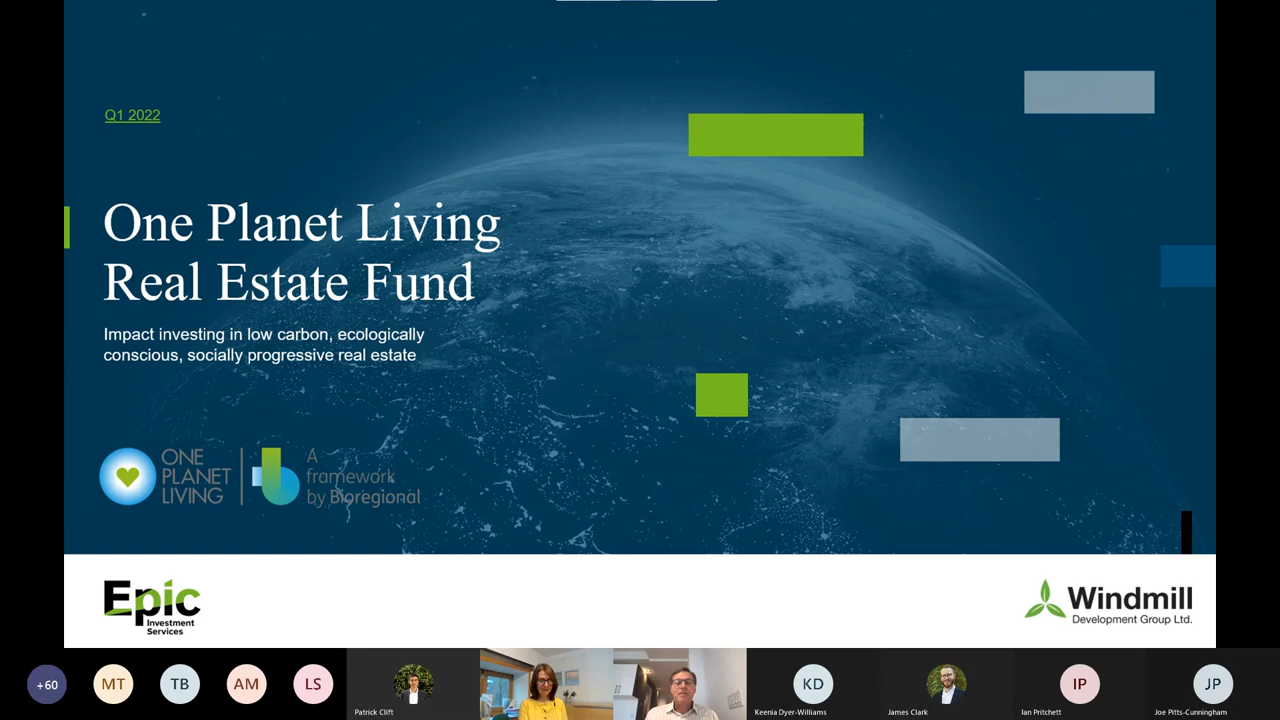 Q1 2022
One Planet Living
Real Estate Fund
Impact investing in low carbon, ecologically
conscious, socially progressive real estate
ONE
PLANET
LIVING
A
framework
by Bioregional
Epic
Investment
Services
Windmill
Development Group Ltd.
+60
MT
TB
AM
LS
Patrick Clift
KD
Keenia Dyer-Williams
James Clark
IP
Ian Pritchett
JP
Joe Pitts-Cunningham